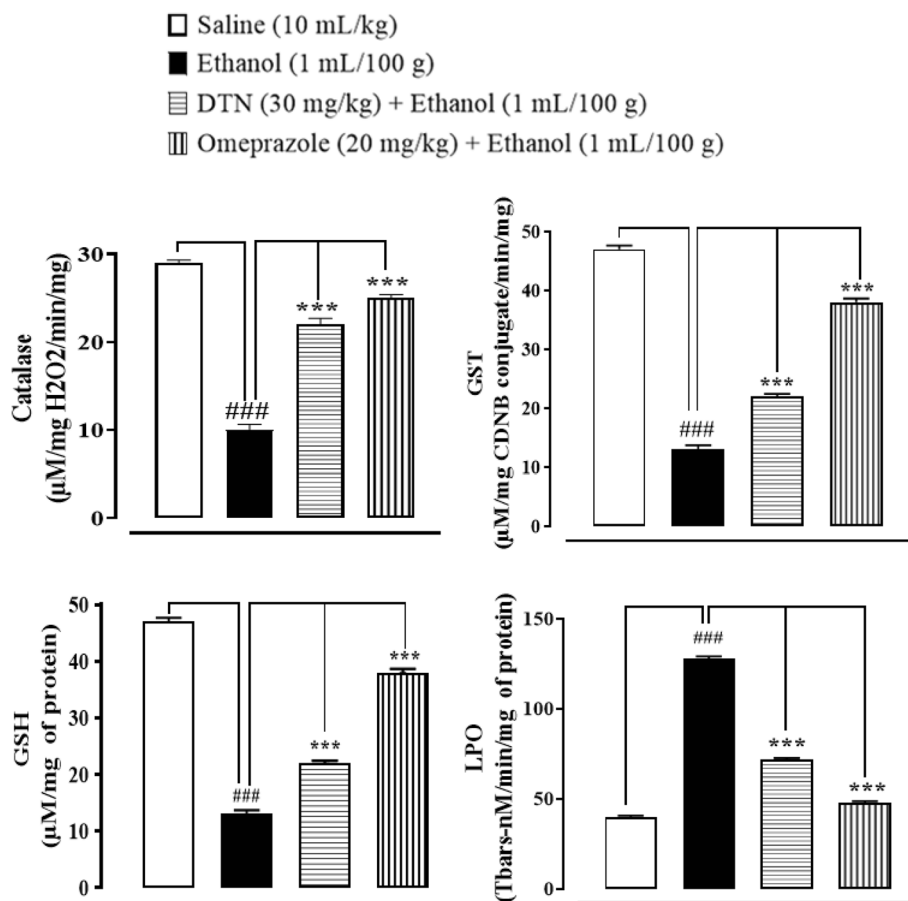 Saline (10 mL/kg)
Ethanol (1 mL/100 g)
DTN (30 mg/kg) + Ethanol (1 mL/100 g)
Omeprazole (20 mg/kg) + Ethanol (1 mL/100 g)
Catalase
(µM/mg H2O2/min/mg)
30
20
10
0
###
***
***
GST
(µM/mg CDNB conjugate/min/mg)
50
40
30
20
10
0
###
***
***
GSH
(µM/mg of protein)
50
40
30
20
10
0
###
***
***
LPO
(Tbars-nM/min/mg of protein)
150
100
50
0
###
***
***